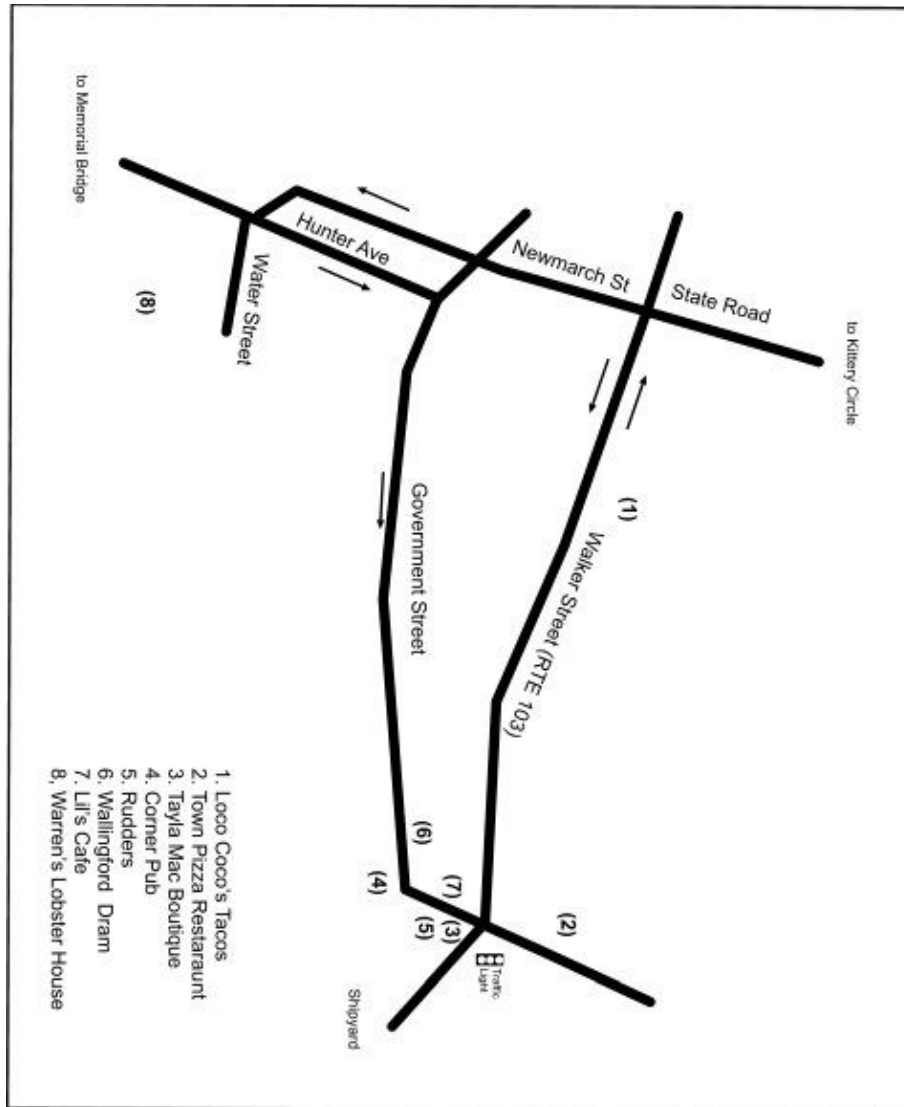 to Kittery Circle
State Road
Newmarch St
to Memorial Bridge
Hunter Ave
Water Street
(8)
(1)
Walker Street (RTE 103)
Government Street
(2)
(6)
(7)
(3)
(4)
(5)
Traffic
Light
Shipyard
1. Loco Coco's Tacos
2. Town Pizza Restaraunt
3. Tayla Mac Boutique
4. Corner Pub
5. Rudders
6. Wallingford Dram
7. Lil's Cafe
8, Warren's Lobster House